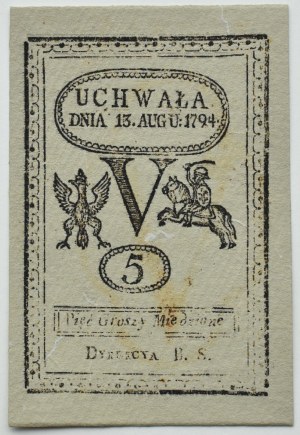 UCHWAŁA
DNIA 13. AUGU: 1794
V
5
Pięć Groszy Miedziane
DYREKCYA B. S.